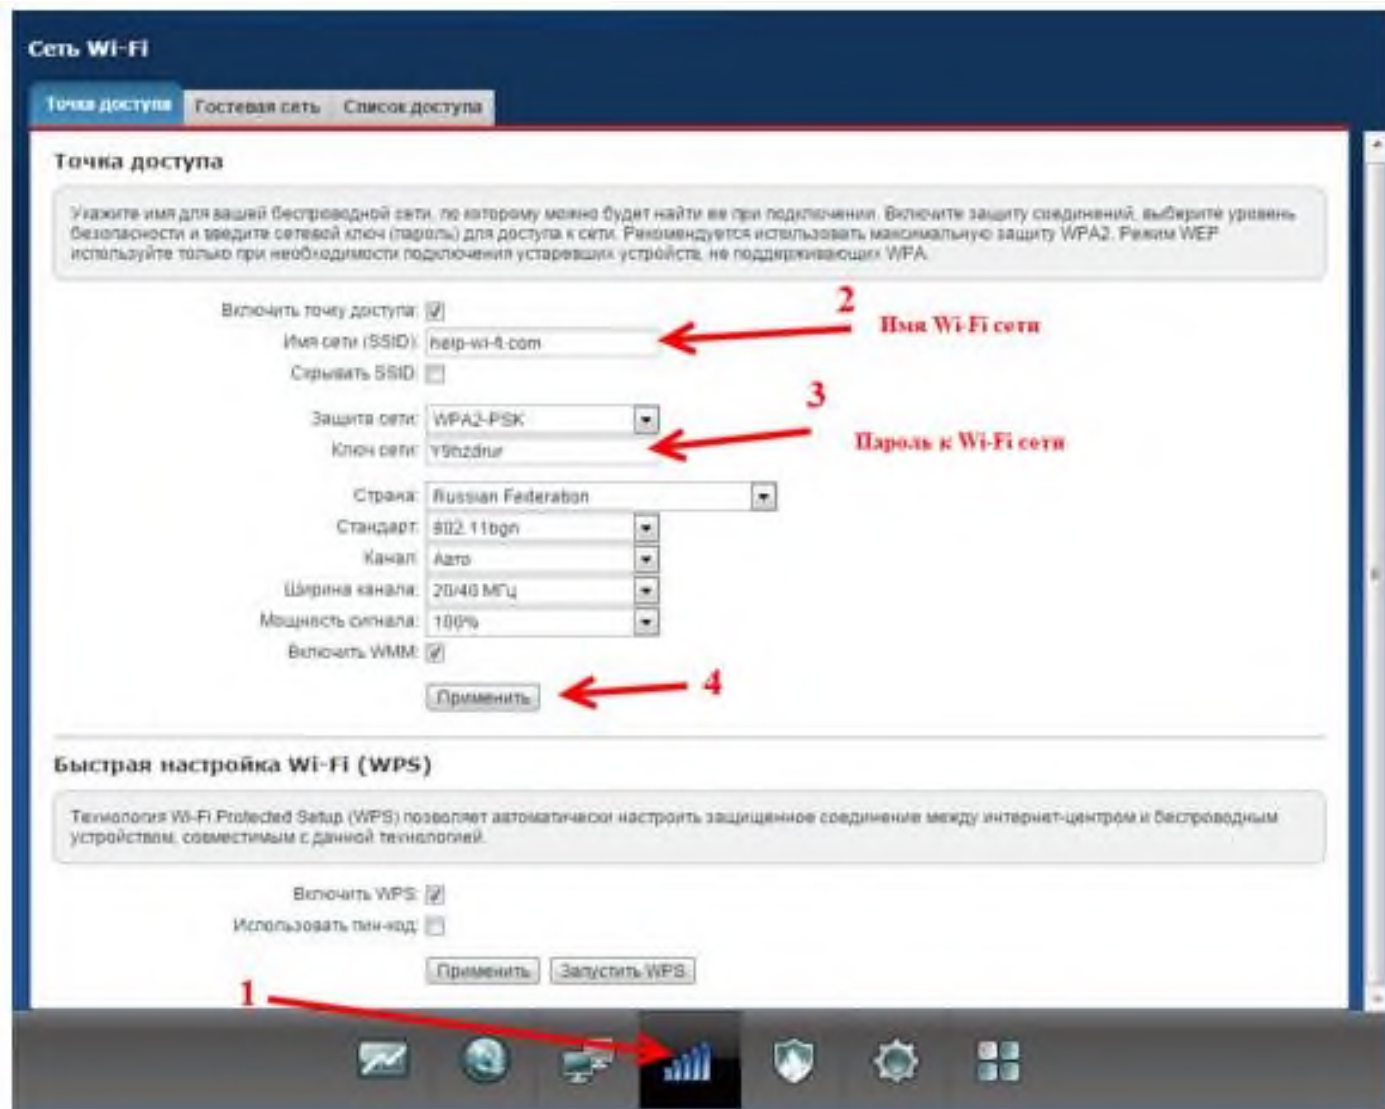 Сеть Wi-Fi
Точка доступа Гостевая сеть Список доступа
Точка доступа
Укажите имя для вашей беспроводной сети, по которому можно будет найти ее при подключении. Включите защиту соединений, выберите уровень
безопасности и введите сетевой ключ (пароль) для доступа к сети. Рекомендуется использовать максимальную защиту WPA2. Режим WEP
используйте только при необходимости подключения устаревших устройств, не поддерживающих WPA.
Включить точку доступа:
2
Имя сети (SSID): help-wi-fi-com
Имя Wi-Fi сети
Скрывать SSID:
3
Защита сети: WPA2-PSK
Ключ сети:
Пароль к Wi-Fi сети
Страна: Russian Federation
Стандарт: 802.11bgn
Канал: Авто
Ширина канала: 20/40 МГц
Мощность сигнала: 100%
Включить WMM:
Применить
4
Быстрая настройка Wi-Fi (WPS)
Технология Wi-Fi Protected Setup (WPS) позволяет автоматически настроить защищенное соединение между интернет-центром и беспроводным
устройством, совместимым с данной технологией.
Включить WPS:
Использовать пин-код:
Применить Запустить WPS
1